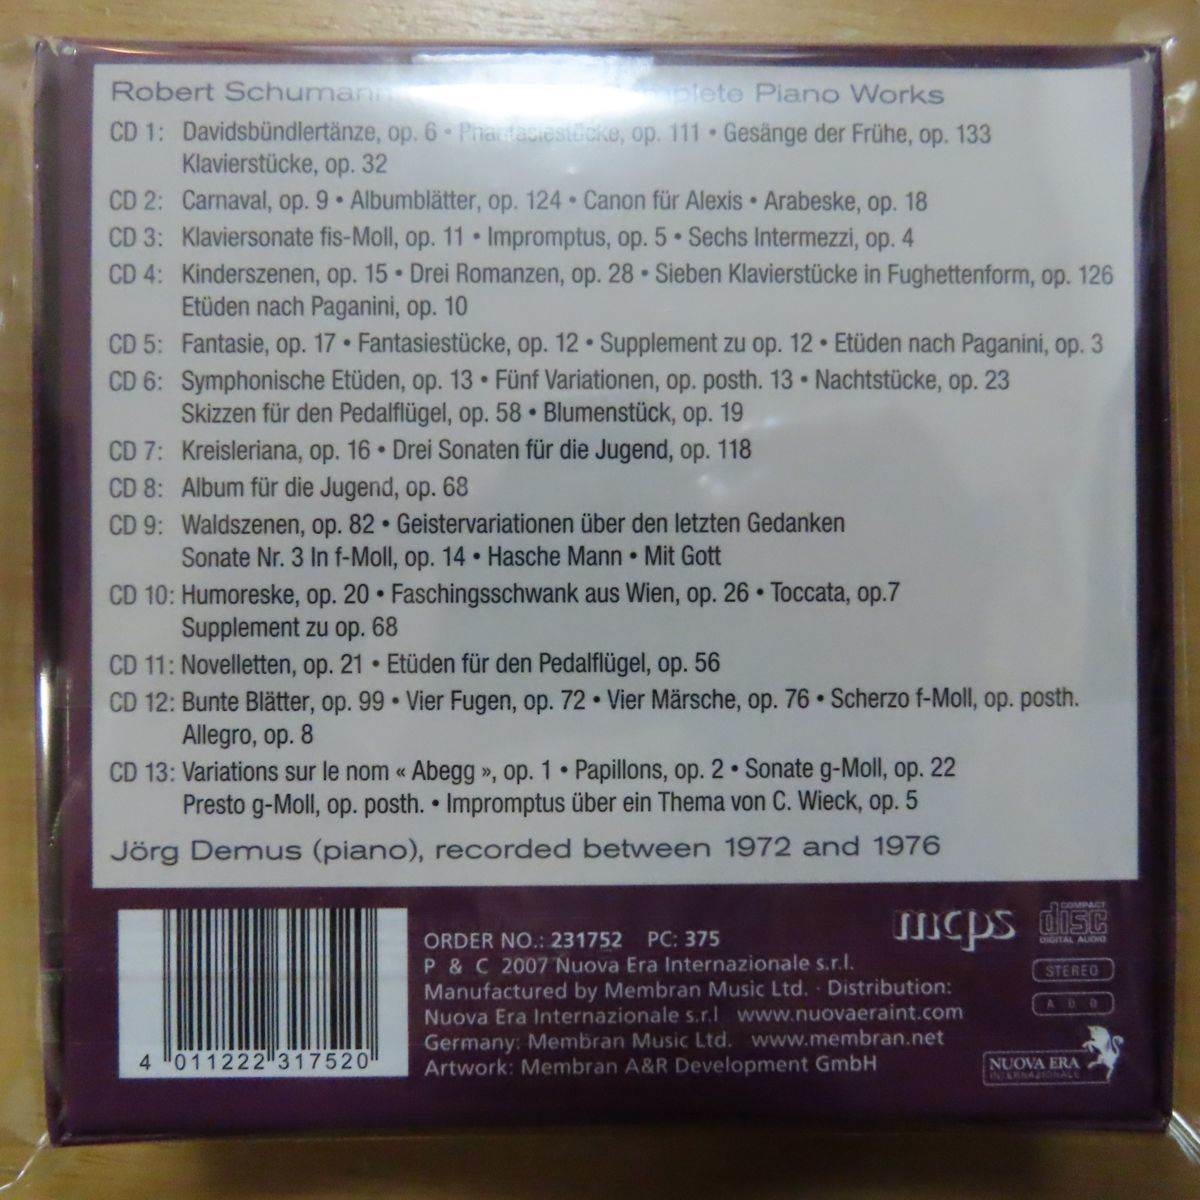 Robert Schumann Complete Piano Works
CD 1: Davidsbündlertänze, op. 6 • Phantasiestücke, op. 111 • Gesänge der Frühe, op. 133
Klavierstücke, op. 32
CD 2: Carnaval, op. 9 • Albumblätter, op. 124 • Canon für Alexis • Arabeske, op. 18
CD 3: Klaviersonate fis-Moll, op. 11 • Impromptus, op. 5 • Sechs Intermezzi, op. 4
CD 4: Kinderszenen, op. 15 • Drei Romanzen, op. 28 • Sieben Klavierstücke in Fughettenform, op. 126
Etüden nach Paganini, op. 10
CD 5: Fantasie, op. 17 • Fantasiestücke, op. 12 • Supplement zu op. 12 • Etüden nach Paganini, op. 3
CD 6: Symphonische Etüden, op. 13 • Fünf Variationen, op. posth. 13 • Nachtstücke, op. 23
Skizzen für den Pedalflügel, op. 58 • Blumenstück, op. 19
CD 7: Kreisleriana, op. 16 • Drei Sonaten für die Jugend, op. 118
CD 8: Album für die Jugend, op. 68
CD 9: Waldszenen, op. 82 • Geistervariationen über den letzten Gedanken
Sonate Nr. 3 In f-Moll, op. 14 • Hasche Mann • Mit Gott
CD 10: Humoreske, op. 20 • Faschingsschwank aus Wien, op. 26 • Toccata, op.7
Supplement zu op. 68
CD 11: Novelletten, op. 21 • Etüden für den Pedalflügel, op. 56
CD 12: Bunte Blätter, op. 99 • Vier Fugen, op. 72 • Vier Märsche, op. 76 • Scherzo f-Moll, op. posth.
Allegro, op. 8
CD 13: Variations sur le nom « Abegg », op. 1 • Papillons, op. 2 • Sonate g-Moll, op. 22
Presto g-Moll, op. posth. • Impromptus über ein Thema von C. Wieck, op. 5
Jörg Demus (piano), recorded between 1972 and 1976
4 011222 317520
ORDER NO.: 231752 PC: 375
P & C 2007 Nuova Era Internazionale s.r.l.
Manufactured by Membran Music Ltd. · Distribution:
Nuova Era Internazionale s.r.l www.nuovaeraint.com
Germany: Membran Music Ltd. www.membran.net
Artwork: Membran A&R Development GmbH
mcps
COMPACT
disc
DIGITAL AUDIO
STEREO
A D D
NUOVA ERA
INTERNAZIONALE